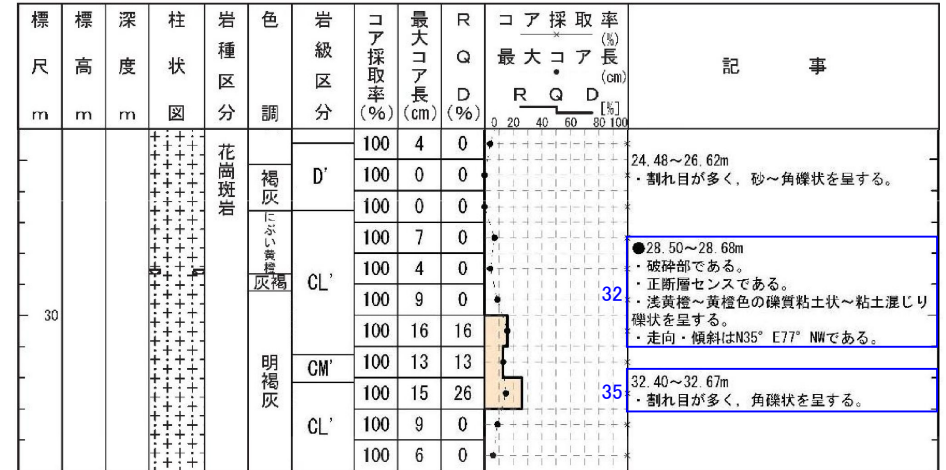 標尺m
標高m
深度m
柱状図
岩種区分
色調
岩級区分
コア採取率(%)
最大コア長(cm)
RQD(%)
コア採取率
(%)
最大コア長
(cm)
RQD
[%]
0 20 40 60 80 100
記事
30
花崗斑岩
褐灰
にぶい黄橙
灰褐
明褐灰
D'
CL'
CM'
CL'
100 4 0
100 0 0
100 0 0
100 7 0
100 4 0
100 9 0
100 16 16
100 13 13
100 15 26
100 9 0
100 6 0
24.48～26.62m
・割れ目が多く，砂～角礫状を呈する。
32
●28.50～28.68m
・破砕部である。
・正断層センスである。
・浅黄橙～黄橙色の礫質粘土状～粘土混じり
礫状を呈する。
・走向・傾斜はN35°E77°NWである。
35
32.40～32.67m
・割れ目が多く，角礫状を呈する。